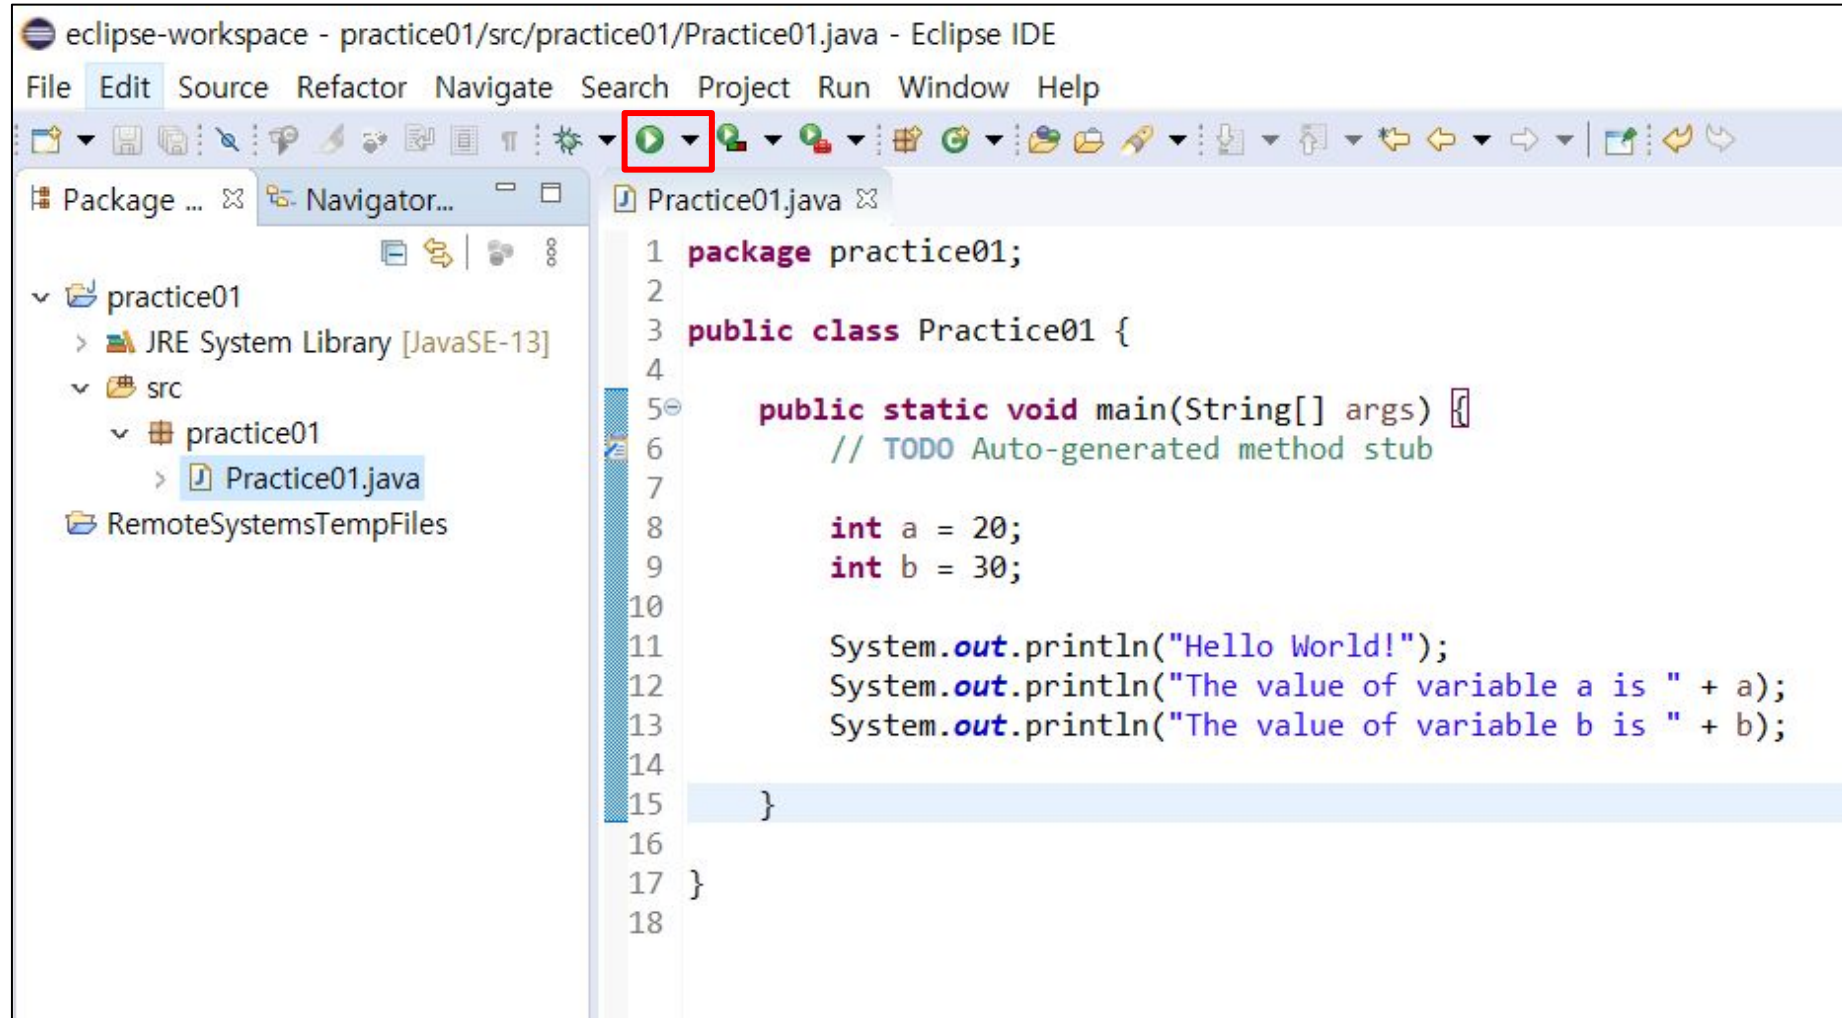 eclipse-workspace - practice01/src/practice01/Practice01.java - Eclipse IDE
File Edit Source Refactor Navigate Search Project Run Window Help
Package ... Navigator...
practice01
JRE System Library [JavaSE-13]
src
practice01
Practice01.java
RemoteSystemsTempFiles
Practice01.java
1 package practice01;
2
3 public class Practice01 {
4
5 public static void main(String[] args) {
6 // TODO Auto-generated method stub
7
8 int a = 20;
9 int b = 30;
10
11 System.out.println("Hello World!");
12 System.out.println("The value of variable a is " + a);
13 System.out.println("The value of variable b is " + b);
14
15 }
16
17 }
18